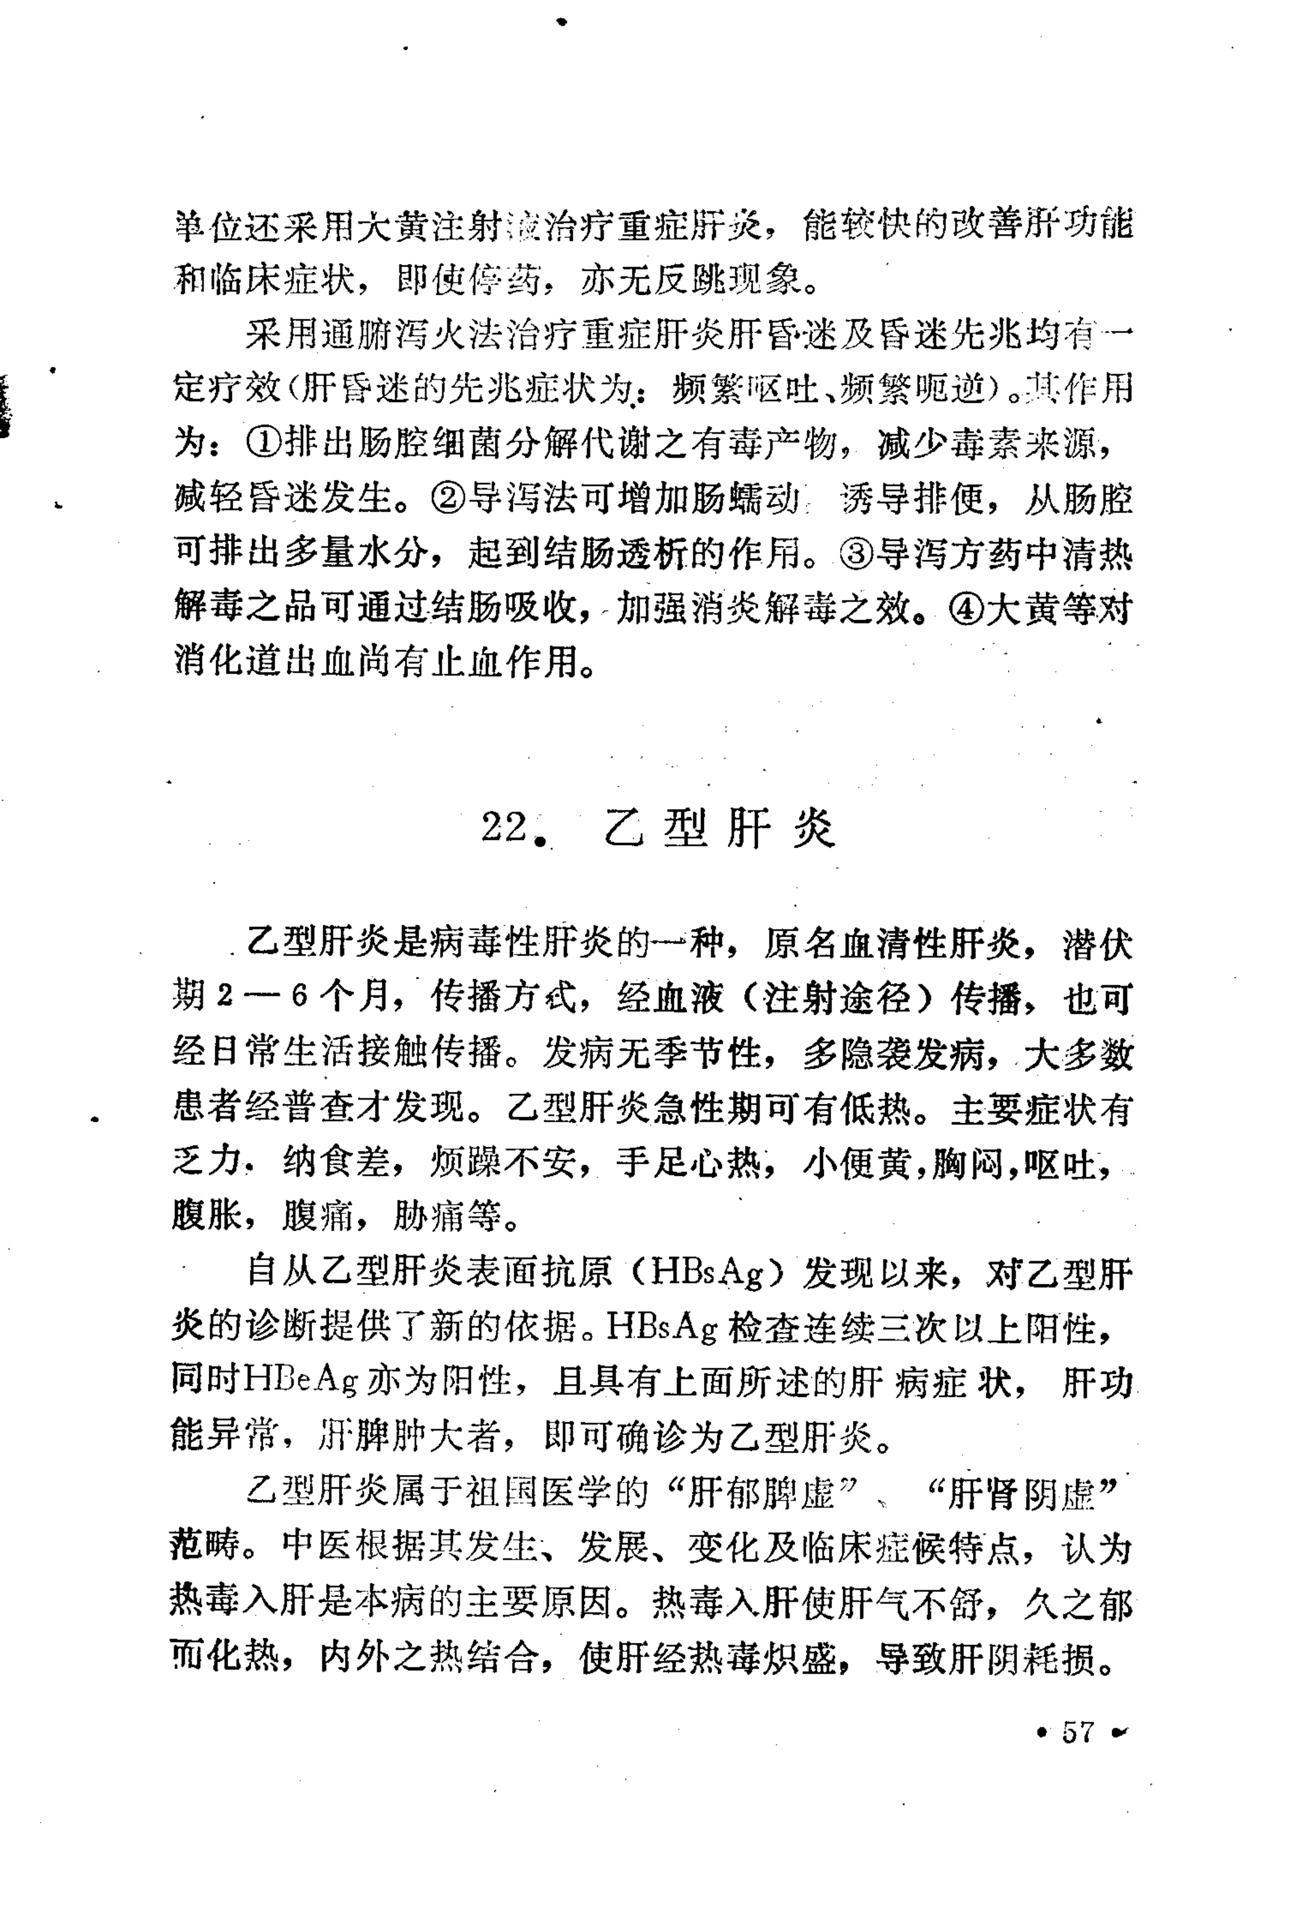 单位还采用大黄注射液治疗重症肝炎，能较快的改善肝功能
和临床症状，即使停药，亦无反跳现象。
采用通腑泻火法治疗重症肝炎肝昏迷及昏迷先兆均有一
定疗效（肝昏迷的先兆症状为：频繁呕吐、频繁呃逆）。其作用
为：①排出肠腔细菌分解代谢之有毒产物，减少毒素来源，
减轻昏迷发生。②导泻法可增加肠蠕动 诱导排便，从肠腔
可排出多量水分，起到结肠透析的作用。③导泻方药中清热
解毒之品可通过结肠吸收，加强消炎解毒之效。④大黄等对
消化道出血尚有止血作用。
22．乙型肝炎
乙型肝炎是病毒性肝炎的一种，原名血清性肝炎，潜伏
期2—6个月，传播方式，经血液（注射途径）传播，也可
经日常生活接触传播。发病无季节性，多隐袭发病，大多数
患者经普查才发现。乙型肝炎急性期可有低热。主要症状有
乏力．纳食差，烦躁不安，手足心热，小便黄，胸闷，呕吐，
腹胀，腹痛，胁痛等。
自从乙型肝炎表面抗原（HBsAg）发现以来，对乙型肝
炎的诊断提供了新的依据。HBsAg检查连续三次以上阳性，
同时HBeAg亦为阳性，且具有上面所述的肝病症状，肝功
能异常，肝脾肿大者，即可确诊为乙型肝炎。
乙型肝炎属于祖国医学的“肝郁脾虚”、“肝肾阴虚”
范畴。中医根据其发生、发展、变化及临床症候特点，认为
热毒入肝是本病的主要原因。热毒入肝使肝气不舒，久之郁
而化热，内外之热结合，使肝经热毒炽盛，导致肝阴耗损。
• 57 •